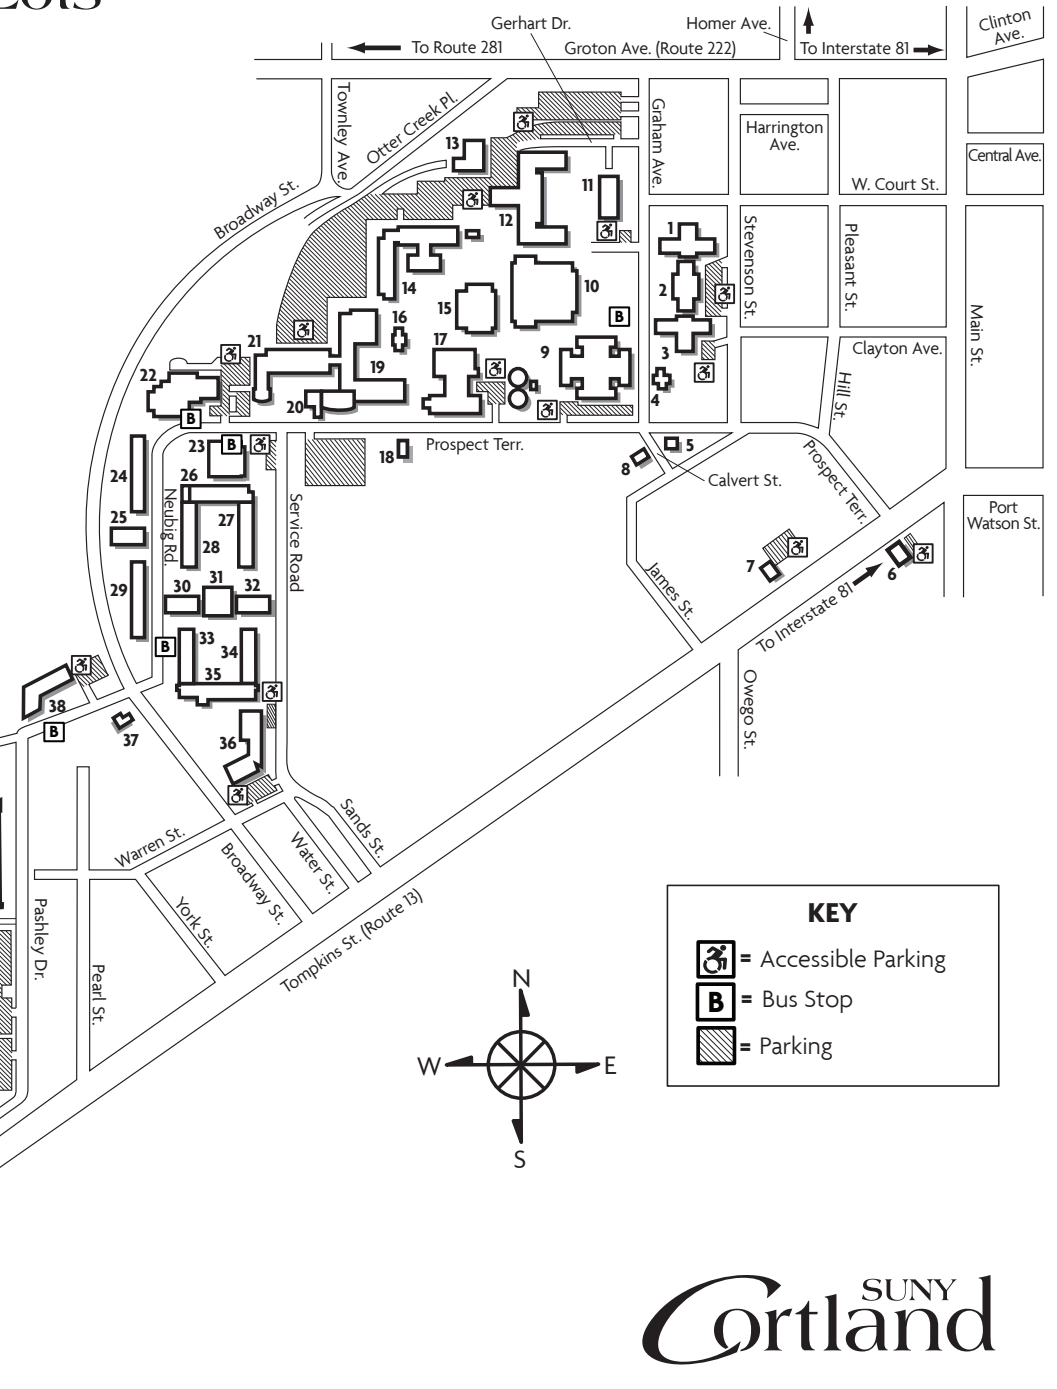 Gerhart Dr.
Homer Ave.
Clinton
Ave.
To Route 281
Groton Ave. (Route 222)
To Interstate 81
Townley Ave.
Otter Creek Pl.
Graham Ave.
Harrington
Ave.
Central Ave.
W. Court St.
Broadway St.
13
11
12
1
Stevenson St.
Pleasant St.
2
10
14
15
16
B
Main St.
17
21
9
3
Clayton Ave.
22
19
20
4
Hill St.
B
23
B
18
Prospect Terr.
5
8
Calvert St.
Prospect Terr.
24
26
Neubig Rd.
27
Service Road
25
28
Port
Watson St.
7
6
31
30
32
29
James St.
To Interstate 81
33
B
34
35
38
B
37
36
Owego St.
Warren St.
Sands St.
Water St.
Broadway St.
York St.
Pashley Dr.
Pearl St.
Tompkins St. (Route 13)
KEY
= Accessible Parking
B = Bus Stop
= Parking
N
W
E
S
SUNY
Cortland